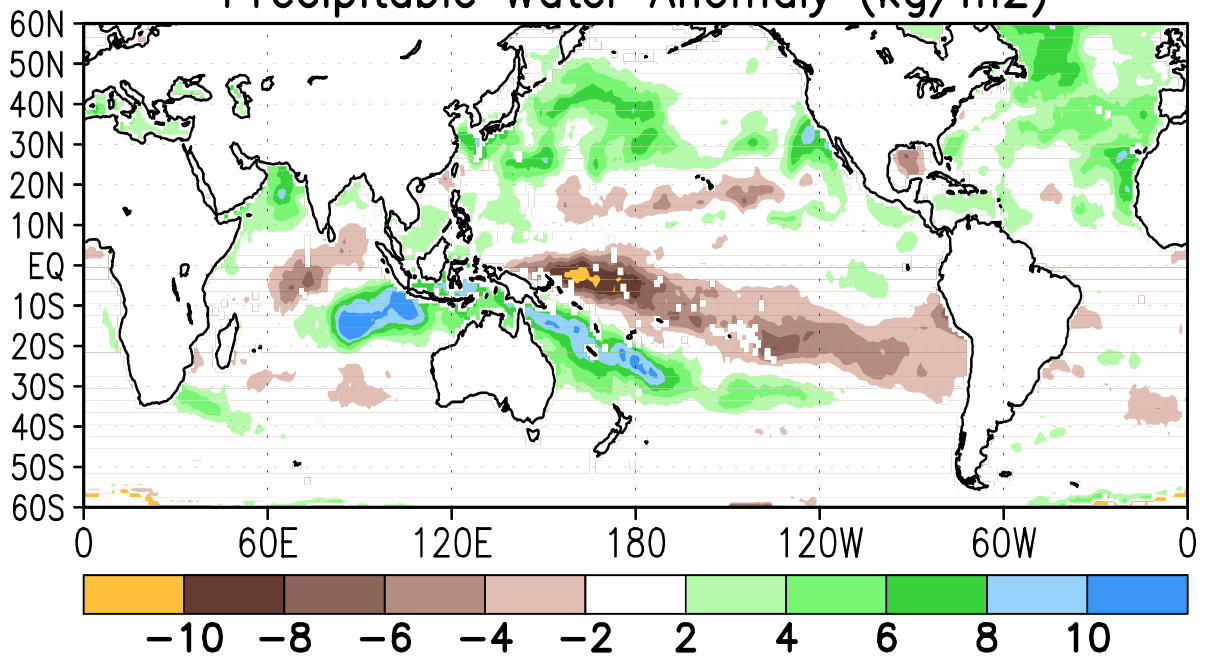 Precipitable Water Anomaly (kg/m2)
60N
50N
40N
30N
20N
10N
EQ
10S
20S
30S
40S
50S
60S
0 60E 120E 180 120W 60W 0
−10 −8 −6 −4 −2 2 4 6 8 10